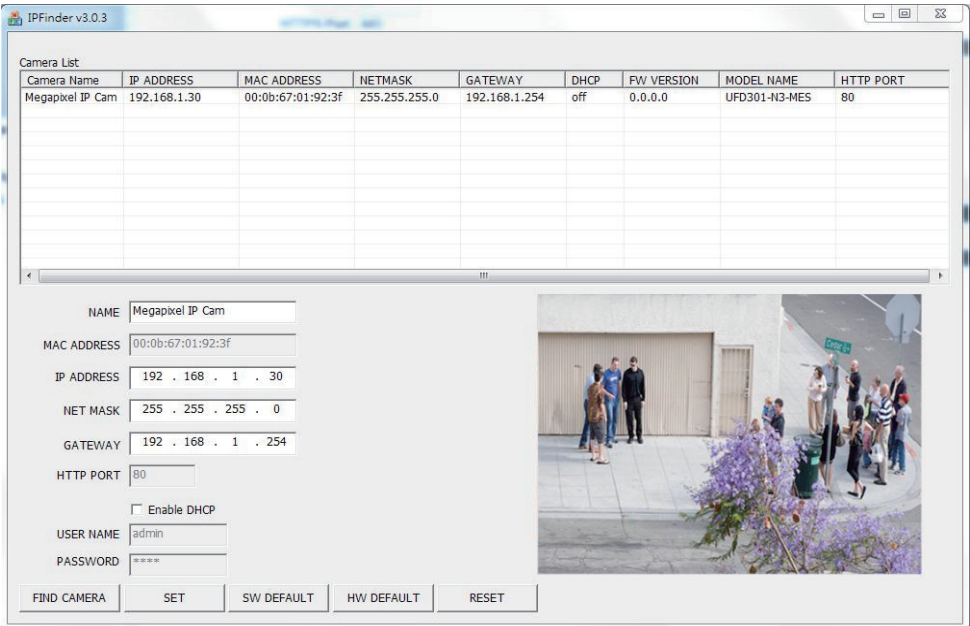 IPFinder v3.0.3
Camera List
Camera Name IP ADDRESS MAC ADDRESS NETMASK GATEWAY DHCP FW VERSION MODEL NAME HTTP PORT
Megapixel IP Cam 192.168.1.30 00:0b:67:01:92:3f 255.255.255.0 192.168.1.254 off 0.0.0.0 UFD301-N3-MES 80
NAME Megapixel IP Cam
MAC ADDRESS 00:0b:67:01:92:3f
IP ADDRESS 192 . 168 . 1 . 30
NET MASK 255 . 255 . 255 . 0
GATEWAY 192 . 168 . 1 . 254
HTTP PORT 80
Enable DHCP
USER NAME admin
PASSWORD ****
FIND CAMERA SET SW DEFAULT HW DEFAULT RESET